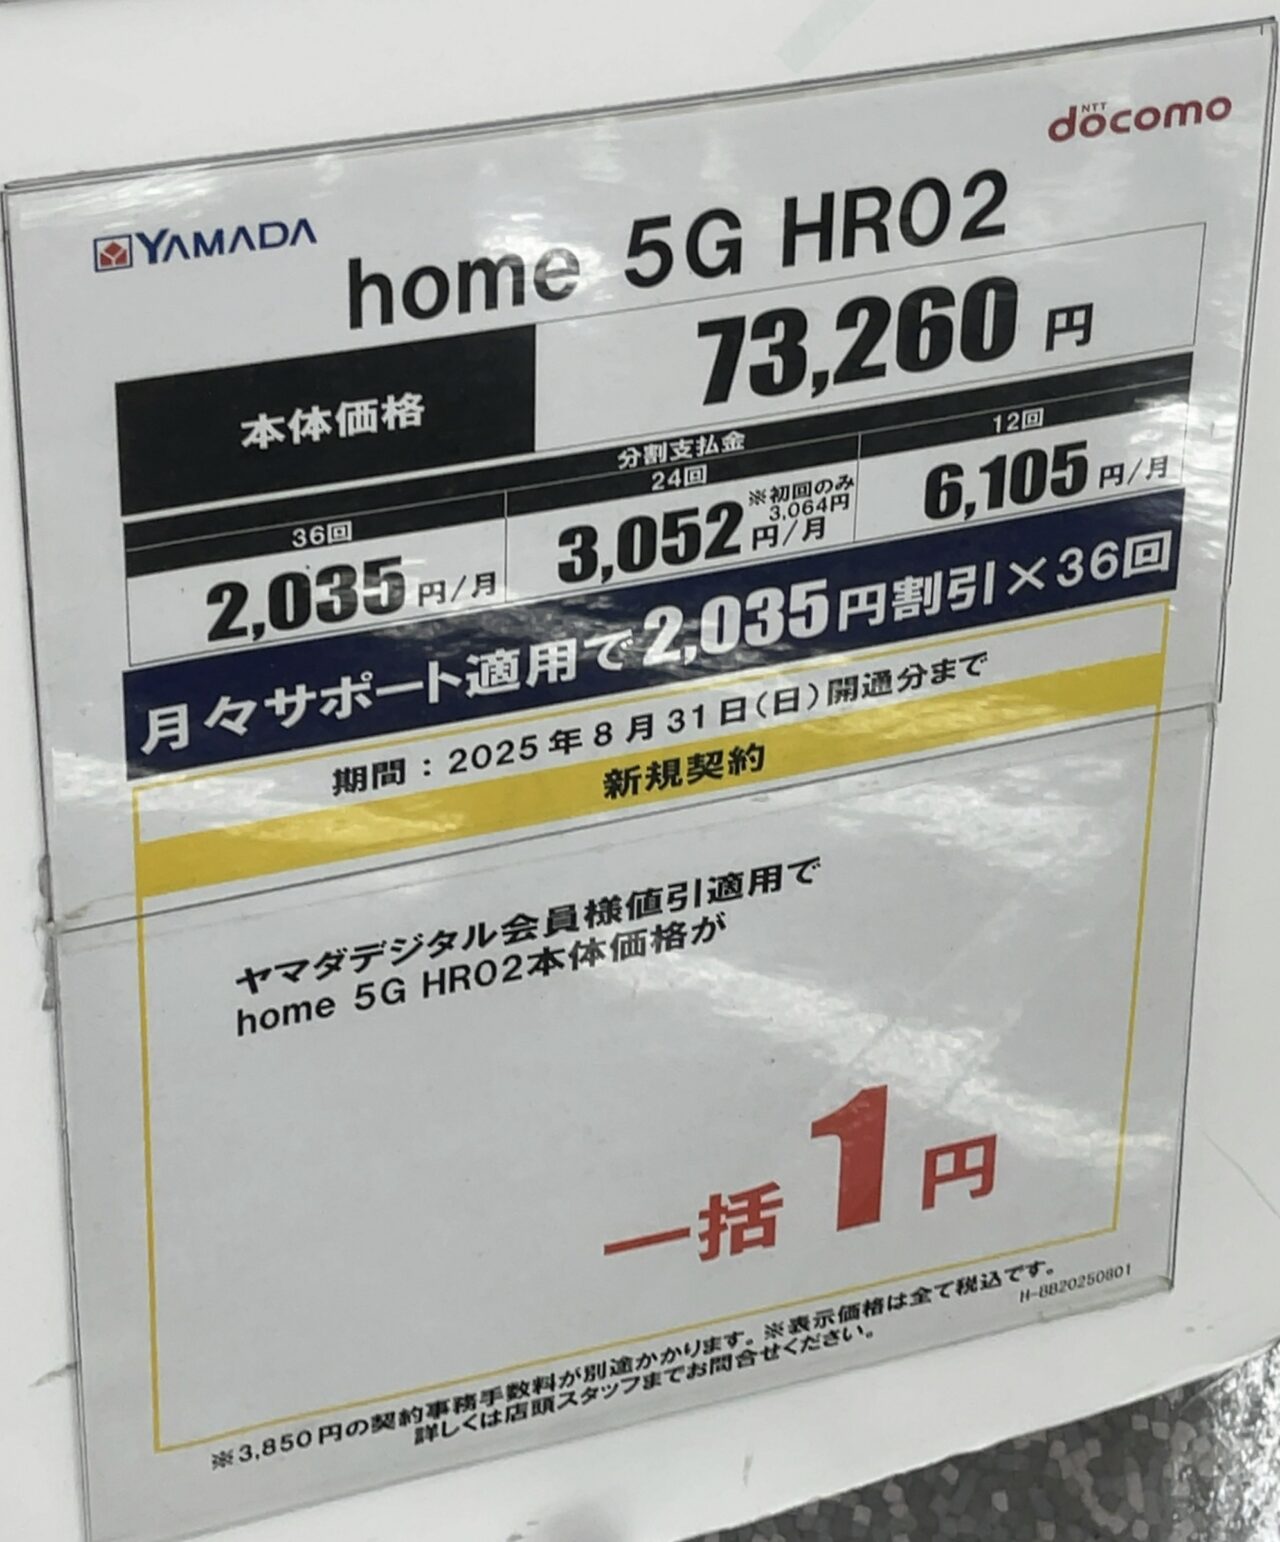 NTT
docomo
YAMADA
home 5G HR02
本体価格
73,260円
分割支払金
36回
24回
12回
2,035円/月
3,052円/月
※初回のみ
3,064円
6,105円/月
月々サポート適用で2,035円割引×36回
期間：2025年8月31日(日)開通分まで
新規契約
ヤマダデジタル会員様値引適用で
home 5G HR02本体価格が
一括1円
※3,850円の契約事務手数料が別途かかります。※表示価格は全て税込です。
詳しくは店頭スタッフまでお問合せください。
H-8B20250801